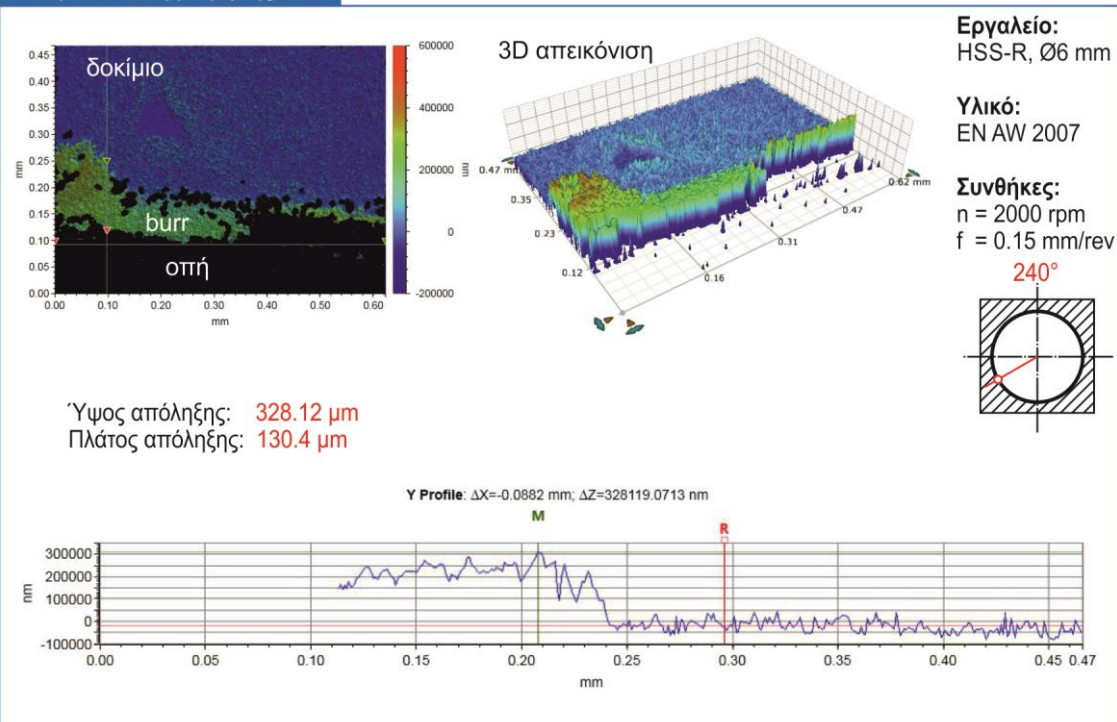 δοκίμιο
burr
οπή
0.45
0.40
0.35
0.30
0.25
0.20
0.15
0.10
0.05
0.00
mm
0.00 0.10 0.20 0.30 0.40 0.50 0.60
mm
600000
400000
200000
0
-200000
nm
3D απεικόνιση
0.47 mm
0.35
0.23
0.12
0.16
0.31
0.47
0.62 mm
Εργαλείο:
HSS-R, Ø6 mm
Υλικό:
EN AW 2007
Συνθήκες:
n = 2000 rpm
f = 0.15 mm/rev
240°
Ύψος απόληξης: 328.12 μm
Πλάτος απόληξης: 130.4 μm
Y Profile: ΔX=-0.0882 mm; ΔZ=328119.0713 nm
M
R
300000
200000
100000
0
-100000
nm
0.00 0.05 0.10 0.15 0.20 0.25 0.30 0.35 0.40 0.45 0.47
mm